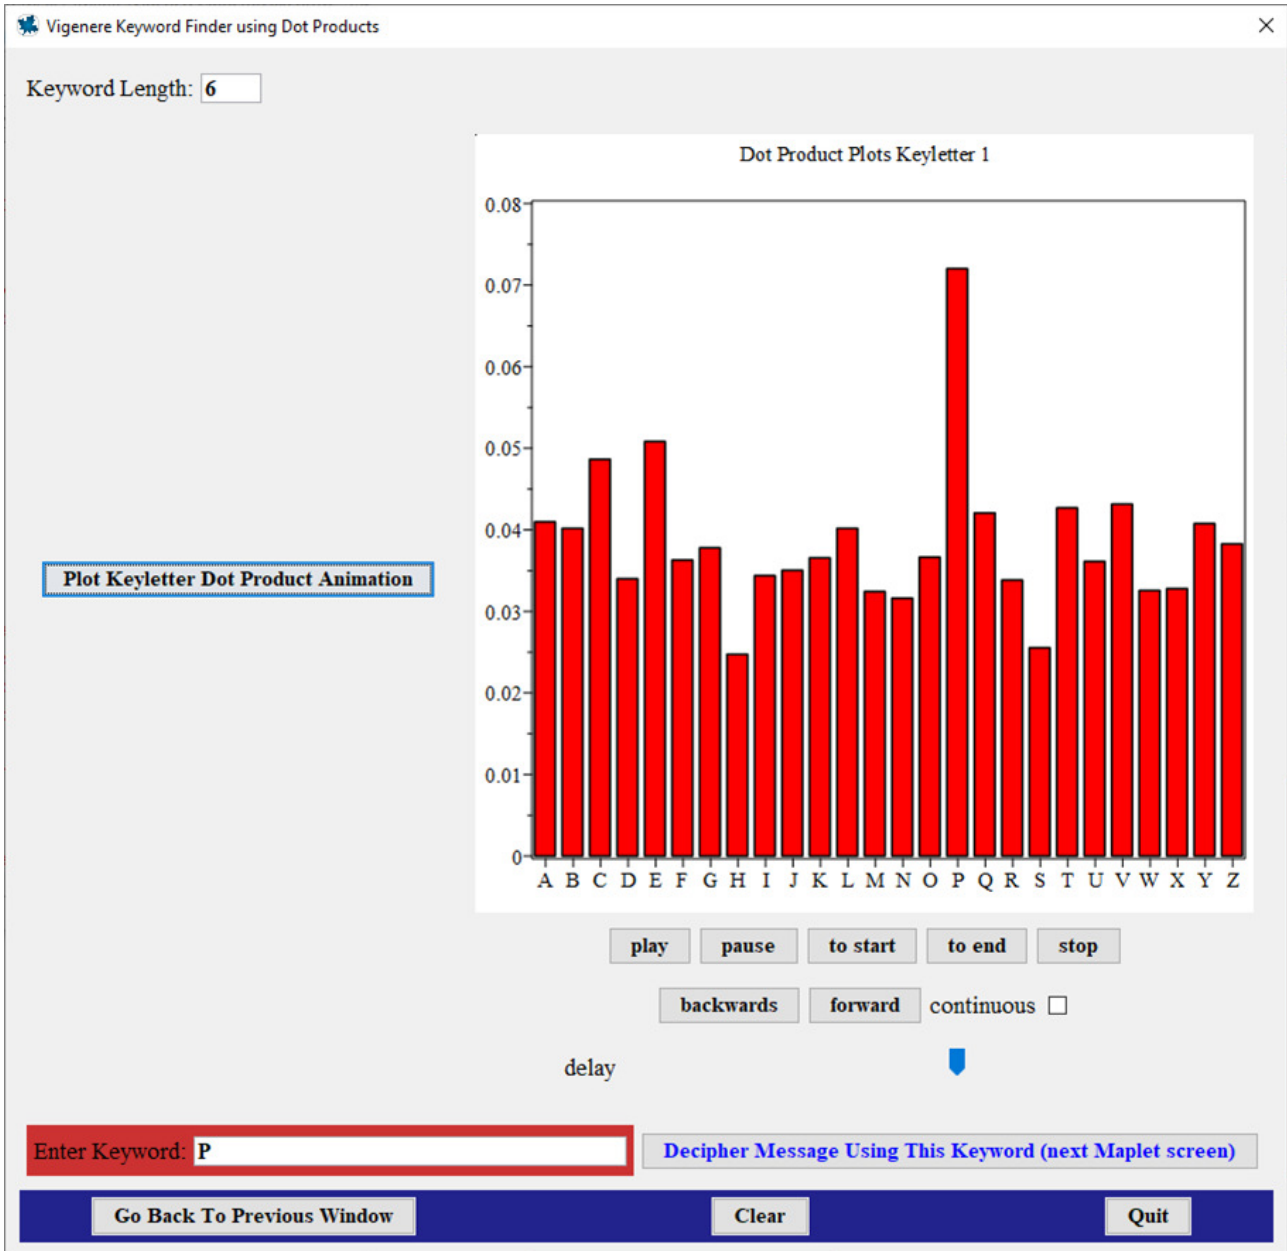 Vigenere Keyword Finder using Dot Products
Keyword Length: 6
Dot Product Plots Keyletter 1
0.08
0.07
0.06
0.05
0.04
0.03
0.02
0.01
0
A B C D E F G H I J K L M N O P Q R S T U V W X Y Z
Plot Keyletter Dot Product Animation
play pause to start to end stop
backwards forward continuous
delay
Enter Keyword: P Decipher Message Using This Keyword (next Maplet screen)
Go Back To Previous Window Clear Quit